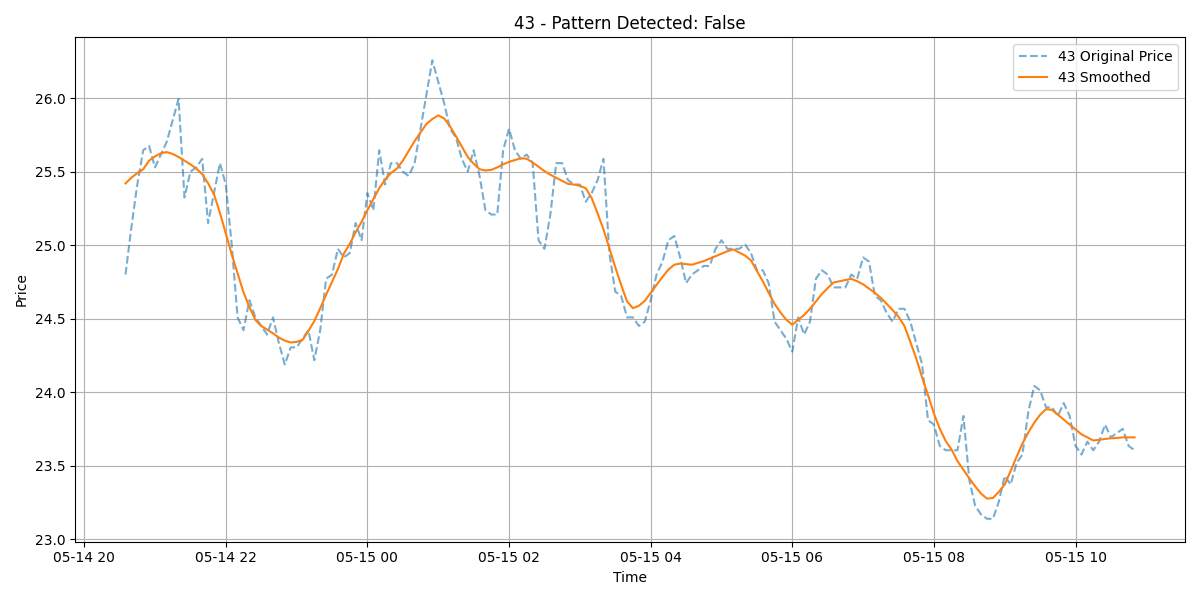 43 - Pattern Detected: False
43 Original Price
43 Smoothed
Price
26.0
25.5
25.0
24.5
24.0
23.5
23.0
05-14 20 05-14 22 05-15 00 05-15 02 05-15 04 05-15 06 05-15 08 05-15 10
Time